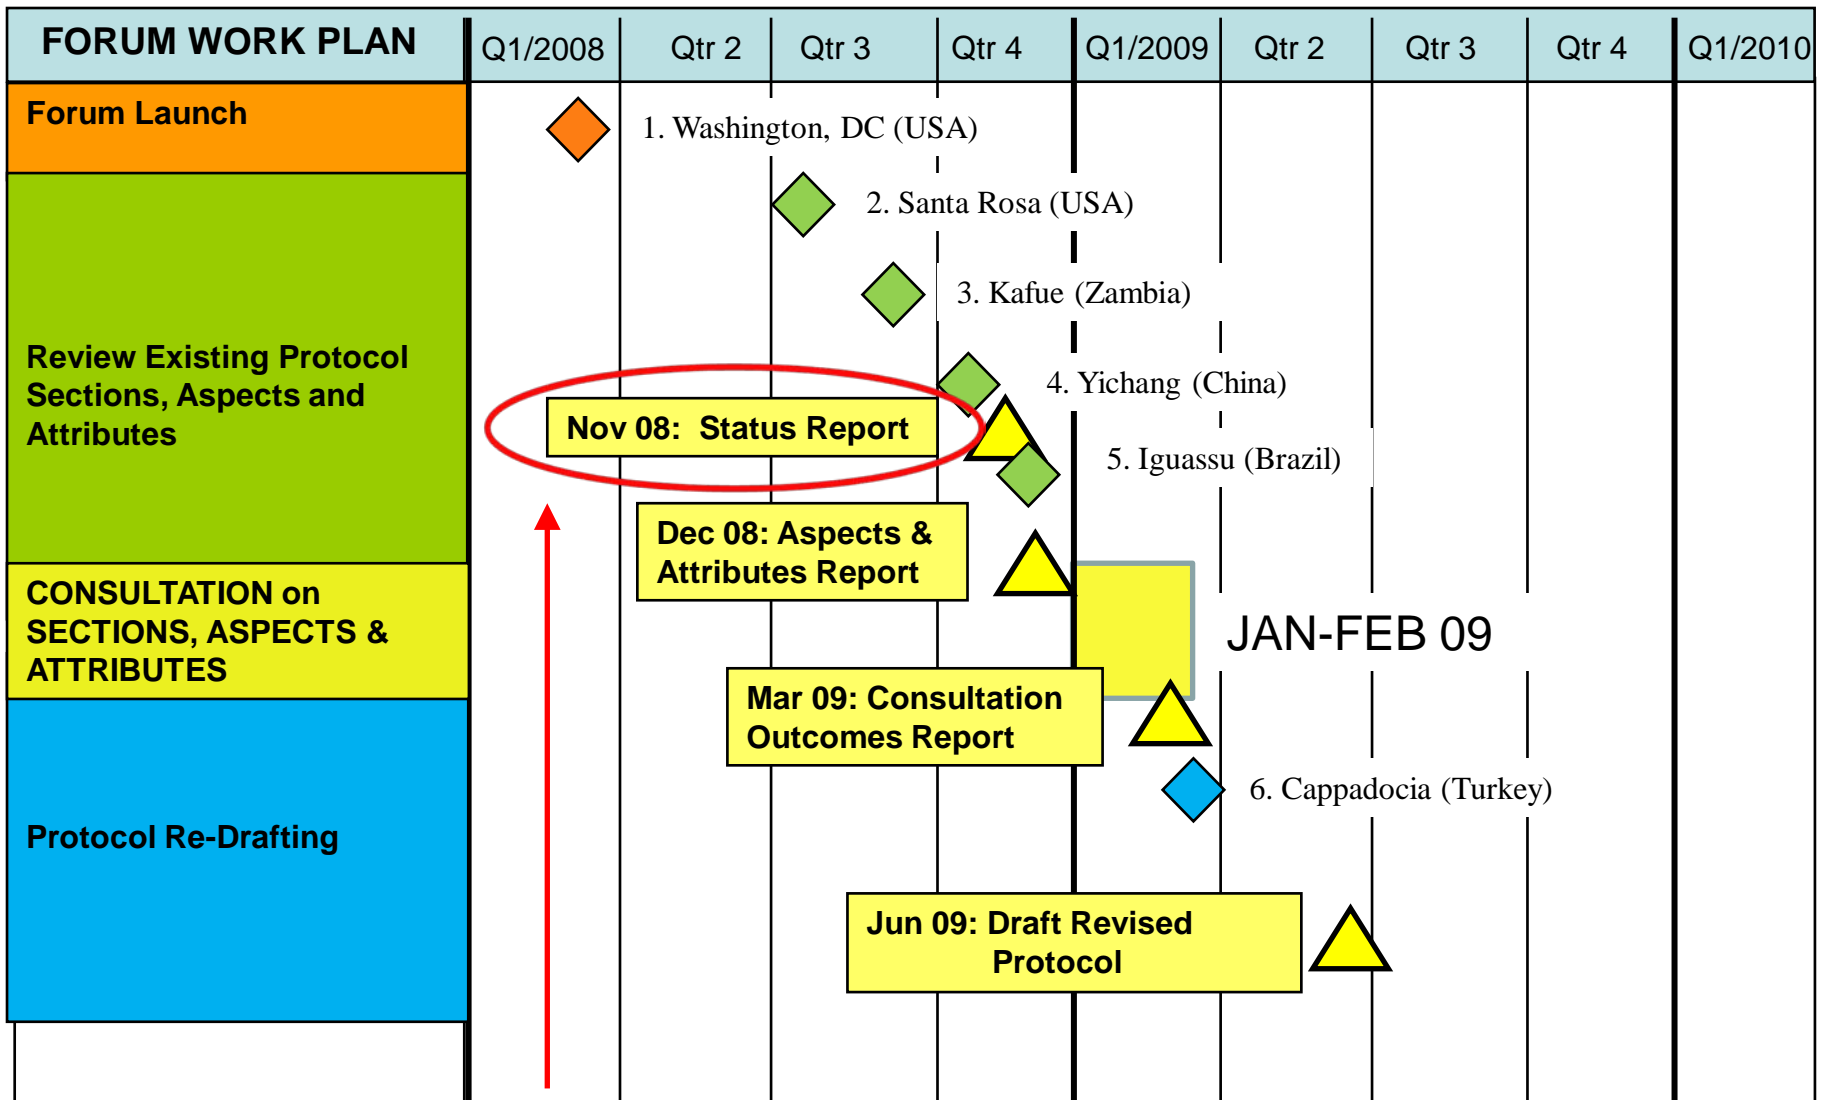 FORUM WORK PLAN
Q1/2008
Qtr 2
Qtr 3
Qtr 4
Q1/2009
Qtr 2
Qtr 3
Qtr 4
Q1/2010
Forum Launch
1. Washington, DC (USA)
2. Santa Rosa (USA)
3. Kafue (Zambia)
Review Existing Protocol
Sections, Aspects and
Attributes
4. Yichang (China)
Nov 08:  Status Report
5. Iguassu (Brazil)
Dec 08: Aspects &
Attributes Report
CONSULTATION on
SECTIONS, ASPECTS &
ATTRIBUTES
JAN-FEB 09
Mar 09: Consultation
Outcomes Report
6. Cappadocia (Turkey)
Protocol Re-Drafting
Jun 09: Draft Revised
Protocol